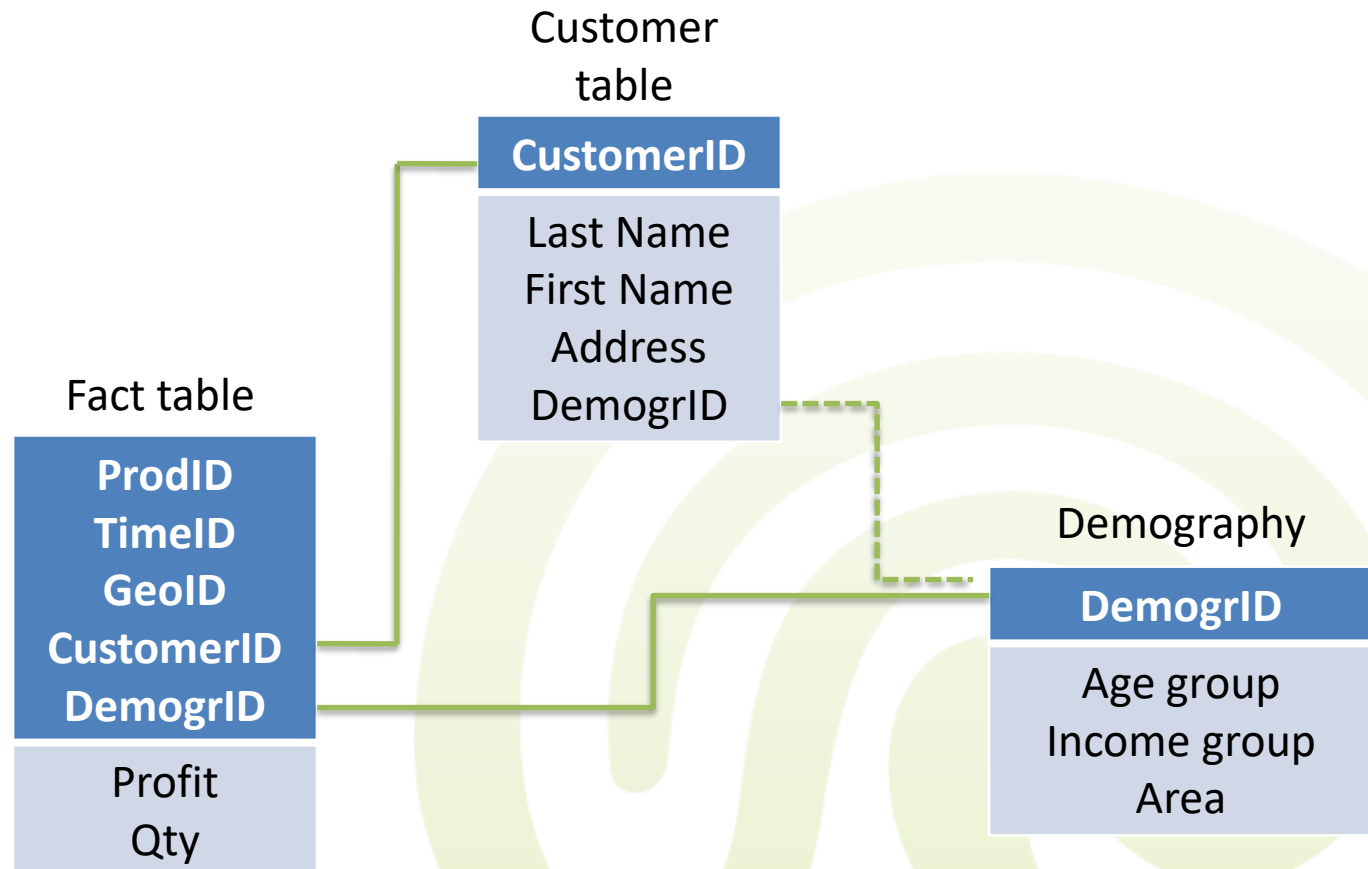 Customer
table
CustomerID
Last Name
First Name
Address
DemogrID
Fact table
ProdID
TimeID
GeoID
CustomerID
DemogrID
Profit
Qty
Demography
DemogrID
Age group
Income group
Area